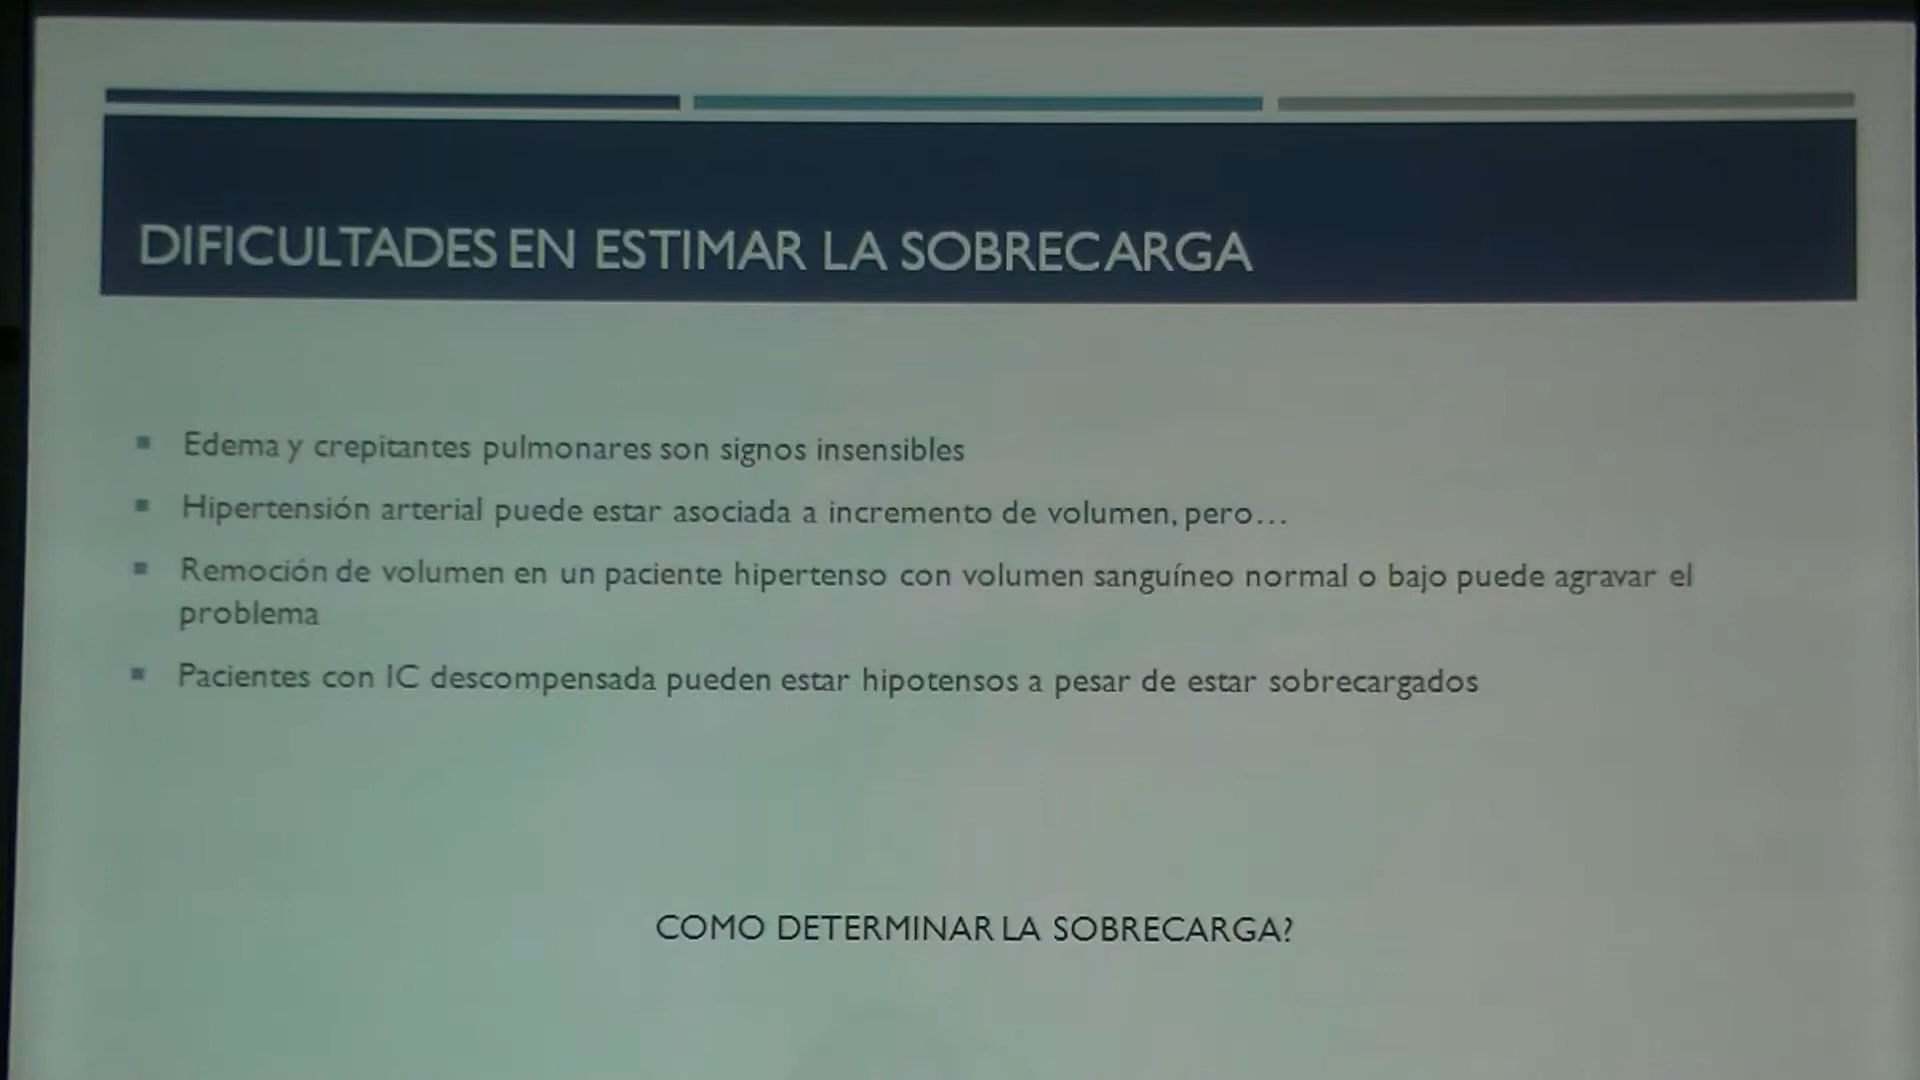 DIFICULTADES EN ESTIMAR LA SOBRECARGA
Edema y crepitantes pulmonares son signos insensibles
Hipertensión arterial puede estar asociada a incremento de volumen, pero...
Remoción de volumen en un paciente hipertenso con volumen sanguíneo normal o bajo puede agravar el
problema
Pacientes con IC descompensada pueden estar hipotensos a pesar de estar sobrecargados
COMO DETERMINAR LA SOBRECARGA?